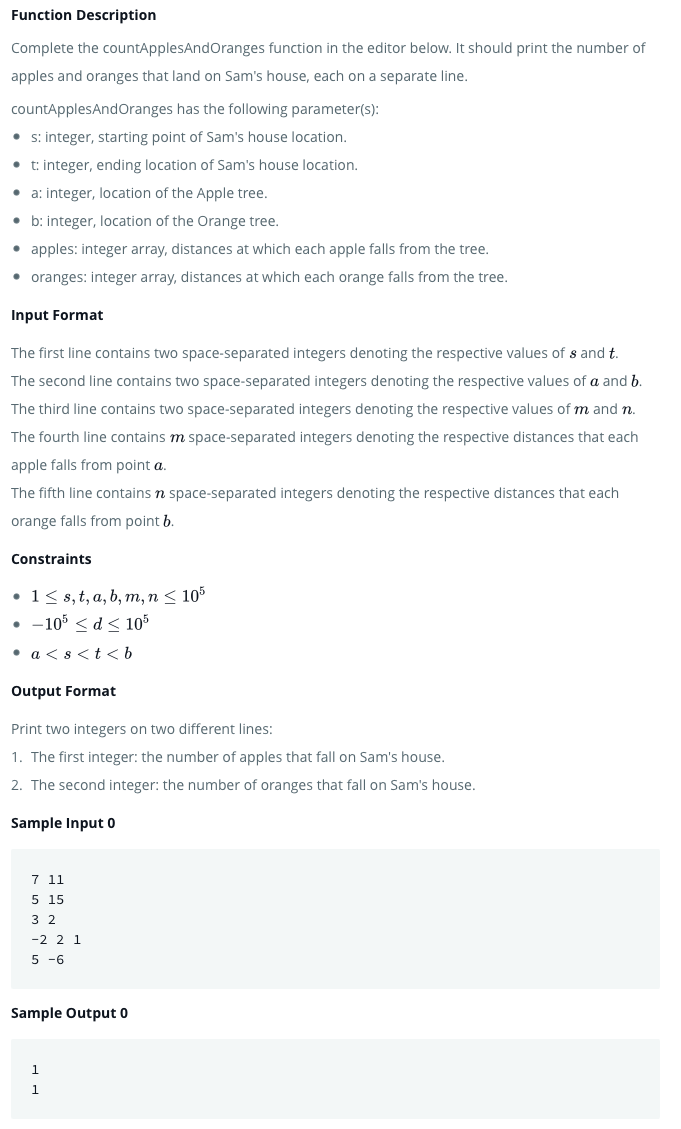 Function Description
Complete the countApplesAndOranges function in the editor below. It should print the number of
apples and oranges that land on Sam's house, each on a separate line.
countApplesAndOranges has the following parameter(s):
• s: integer, starting point of Sam's house location.
• t: integer, ending location of Sam's house location.
• a: integer, location of the Apple tree.
• b: integer, location of the Orange tree.
• apples: integer array, distances at which each apple falls from the tree.
• oranges: integer array, distances at which each orange falls from the tree.
Input Format
The first line contains two space-separated integers denoting the respective values of s and t.
The second line contains two space-separated integers denoting the respective values of a and b.
The third line contains two space-separated integers denoting the respective values of m and n.
The fourth line contains m space-separated integers denoting the respective distances that each
apple falls from point a.
The fifth line contains n space-separated integers denoting the respective distances that each
orange falls from point b.
Constraints
• 1 ≤ s, t, a, b, m, n ≤ 10⁵
• −10⁵ ≤ d ≤ 10⁵
• a < s < t < b
Output Format
Print two integers on two different lines:
1. The first integer: the number of apples that fall on Sam's house.
2. The second integer: the number of oranges that fall on Sam's house.
Sample Input 0
7 11
5 15
3 2
-2 2 1
5 -6
Sample Output 0
1
1